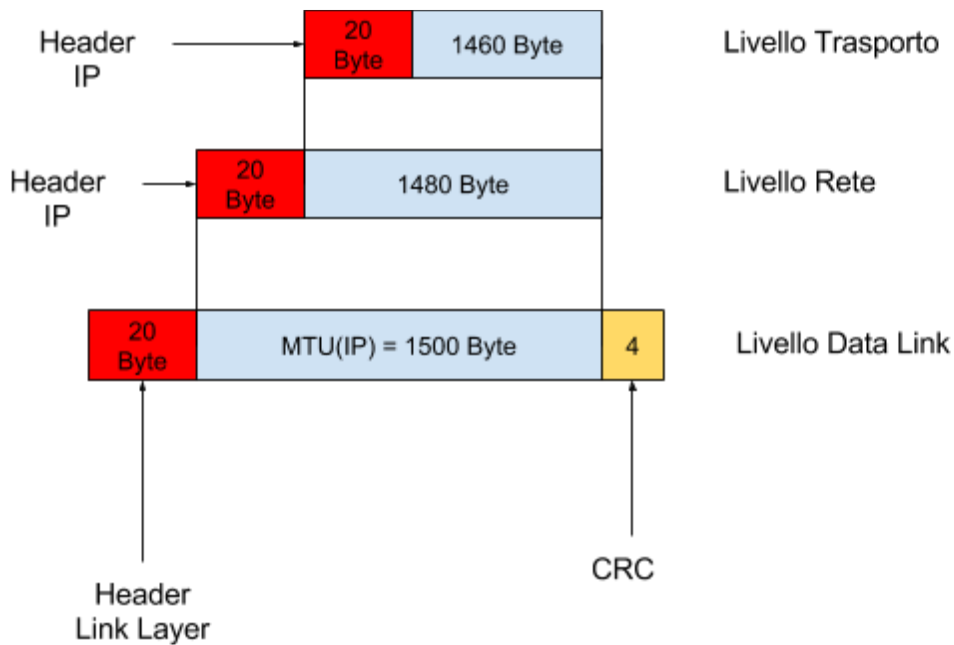 Header
IP
20
Byte
1460 Byte
Livello Trasporto
Header
IP
20
Byte
1480 Byte
Livello Rete
20
Byte
MTU(IP) = 1500 Byte
4
Livello Data Link
CRC
Header
Link Layer